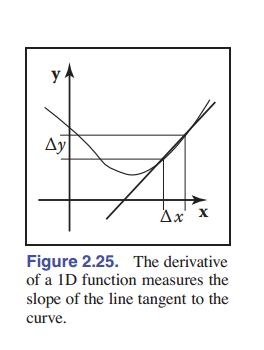 y
Δy
Δx x
Figure 2.25. The derivative
of a 1D function measures the
slope of the line tangent to the
curve.